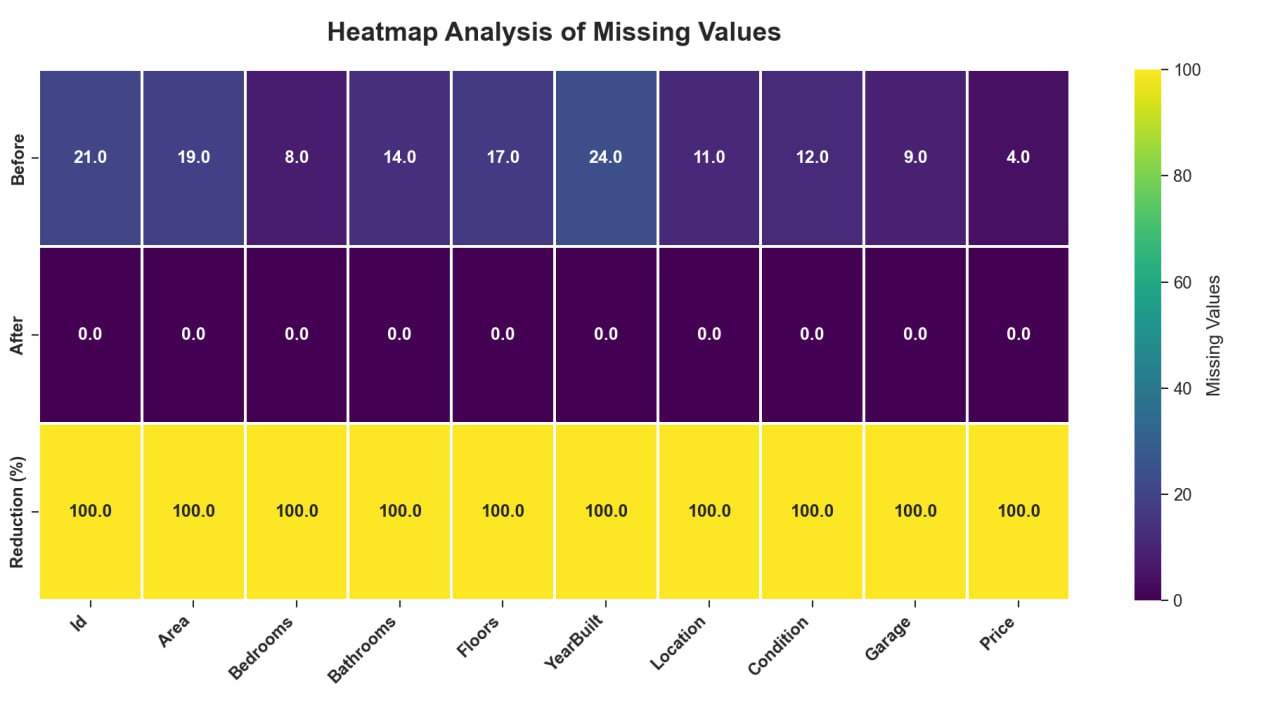 Heatmap Analysis of Missing Values
Before
21.0 19.0 8.0 14.0 17.0 24.0 11.0 12.0 9.0 4.0
After
0.0 0.0 0.0 0.0 0.0 0.0 0.0 0.0 0.0 0.0
Reduction (%)
100.0 100.0 100.0 100.0 100.0 100.0 100.0 100.0 100.0 100.0
Id
Area
Bedrooms
Bathrooms
Floors
YearBuilt
Location
Condition
Garage
Price
100
80
60
40
20
0
Missing Values